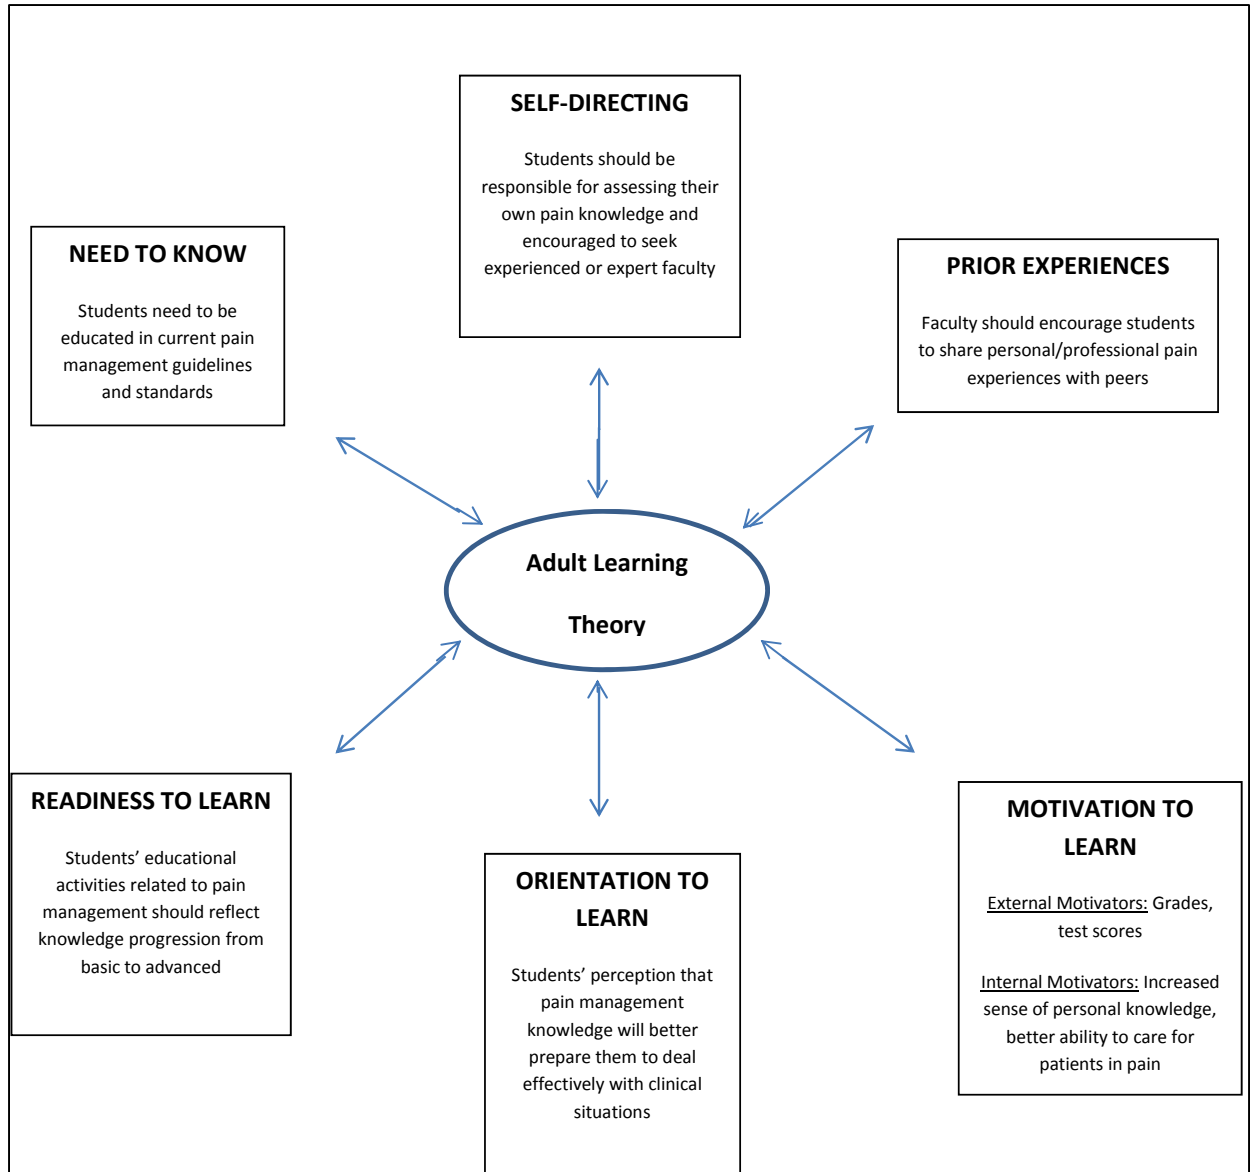 SELF-DIRECTING
Students should be
responsible for assessing their
own pain knowledge and
encouraged to seek
experienced or expert faculty
NEED TO KNOW
Students need to be
educated in current pain
management guidelines
and standards
PRIOR EXPERIENCES
Faculty should encourage students
to share personal/professional pain
experiences with peers
Adult Learning
Theory
READINESS TO LEARN
Students’ educational
activities related to pain
management should reflect
knowledge progression from
basic to advanced
ORIENTATION TO
LEARN
Students’ perception that
pain management
knowledge will better
prepare them to deal
effectively with clinical
situations
MOTIVATION TO
LEARN
External Motivators: Grades,
test scores
Internal Motivators: Increased
sense of personal knowledge,
better ability to care for
patients in pain